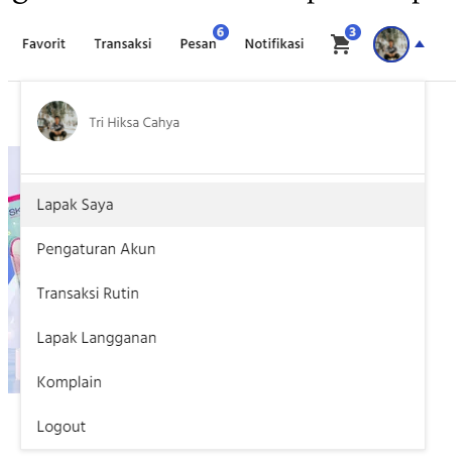 Favorit Transaksi Pesan 6 Notifikasi 3
Tri Hiksa Cahya
Lapak Saya
Pengaturan Akun
Transaksi Rutin
Lapak Langganan
Komplain
Logout